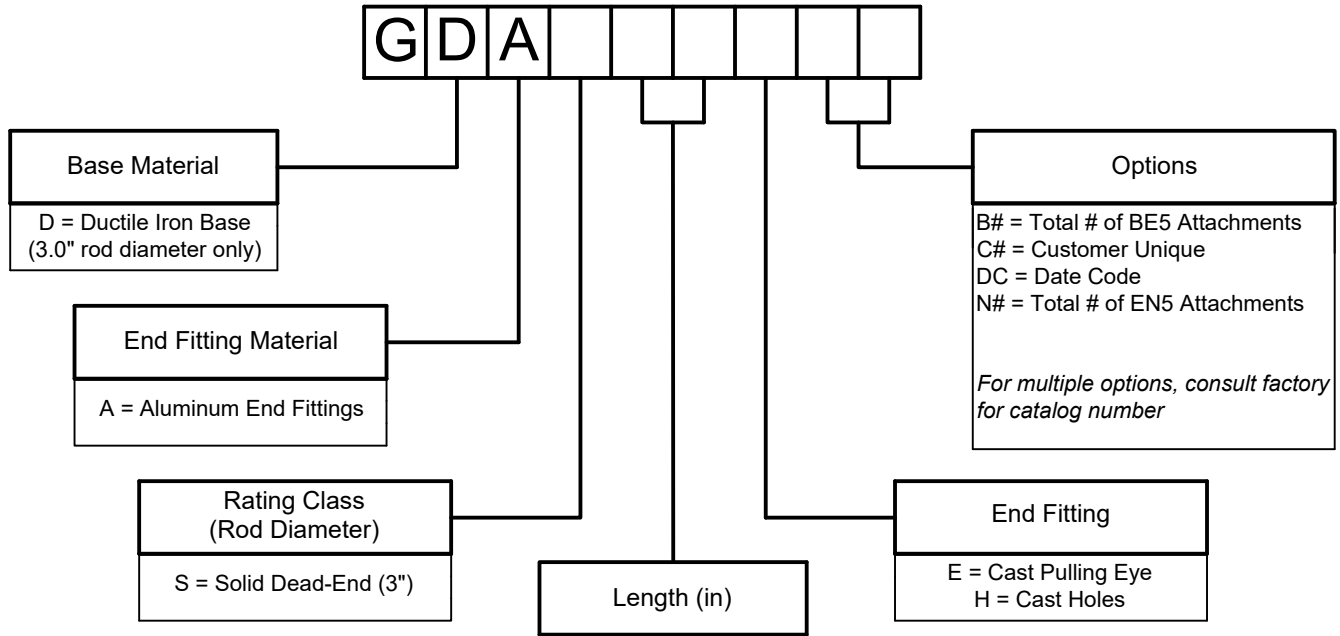 GDA
Base Material
D = Ductile Iron Base
(3.0" rod diameter only)
End Fitting Material
A = Aluminum End Fittings
Rating Class
(Rod Diameter)
S = Solid Dead-End (3")
Length (in)
End Fitting
E = Cast Pulling Eye
H = Cast Holes
Options
B# = Total # of BE5 Attachments
C# = Customer Unique
DC = Date Code
N# = Total # of EN5 Attachments
For multiple options, consult factory
for catalog number